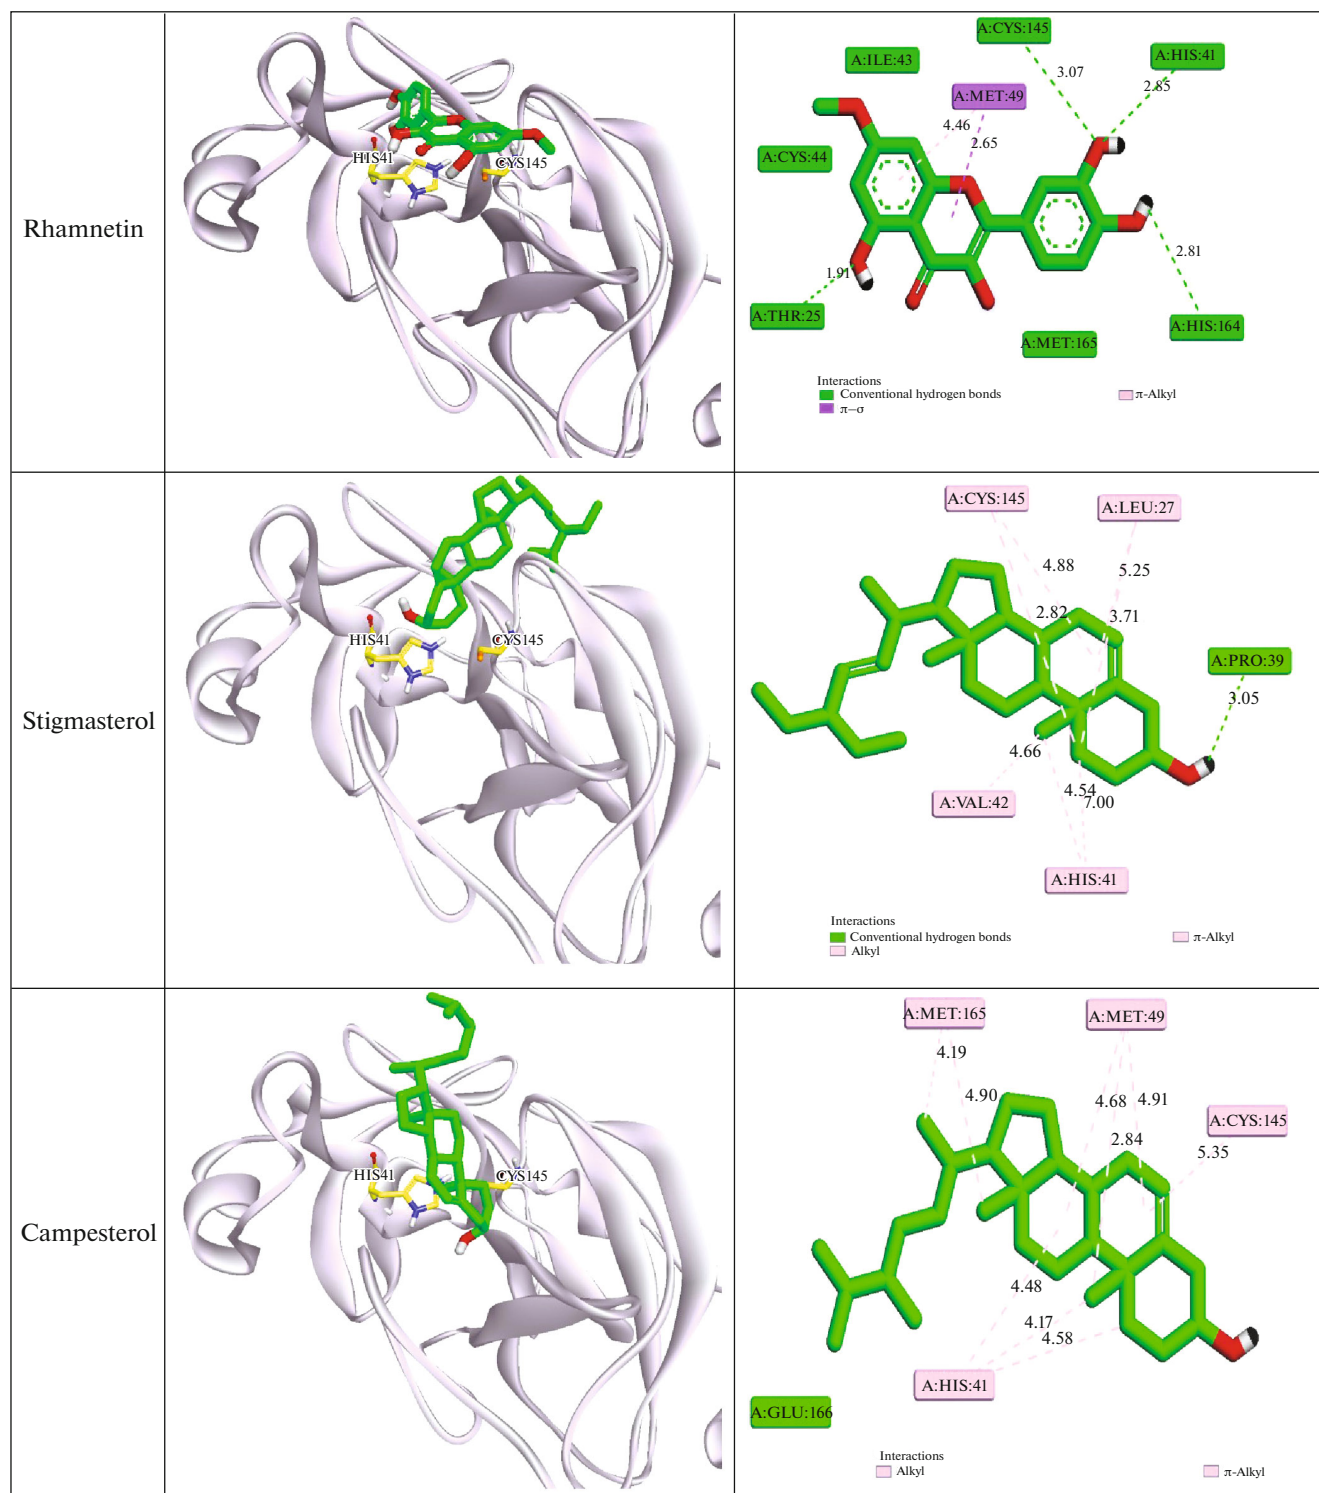 Rhamnetin
HIS41
CYS145
A:CYS:145
A:ILE:43
A:HIS:41
3.07
2.85
A:MET:49
4.46
2.65
A:CYS:44
2.81
1.91
A:THR:25
A:HIS:164
A:MET:165
Interactions
Conventional hydrogen bonds
π-Alkyl
π–σ
Stigmasterol
HIS41
CYS145
A:CYS:145
A:LEU:27
4.88
5.25
2.82
3.71
A:PRO:39
3.05
4.66
4.54
7.00
A:VAL:42
A:HIS:41
Interactions
Conventional hydrogen bonds
π-Alkyl
Alkyl
Campesterol
HIS41
CYS145
A:MET:165
A:MET:49
4.19
4.90
4.68
4.91
A:CYS:145
2.84
5.35
4.48
4.17
4.58
A:HIS:41
A:GLU:166
Interactions
Alkyl
π-Alkyl